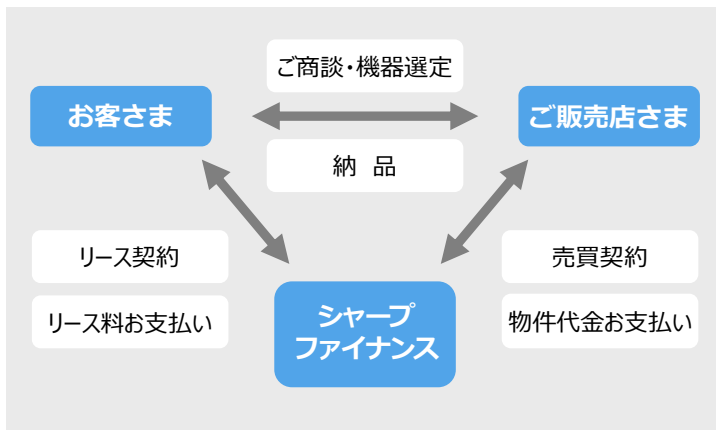 ご商談・機器選定
お客さま
ご販売店さま
納 品
リース契約
売買契約
リース料お支払い
シャープ
ファイナンス
物件代金お支払い